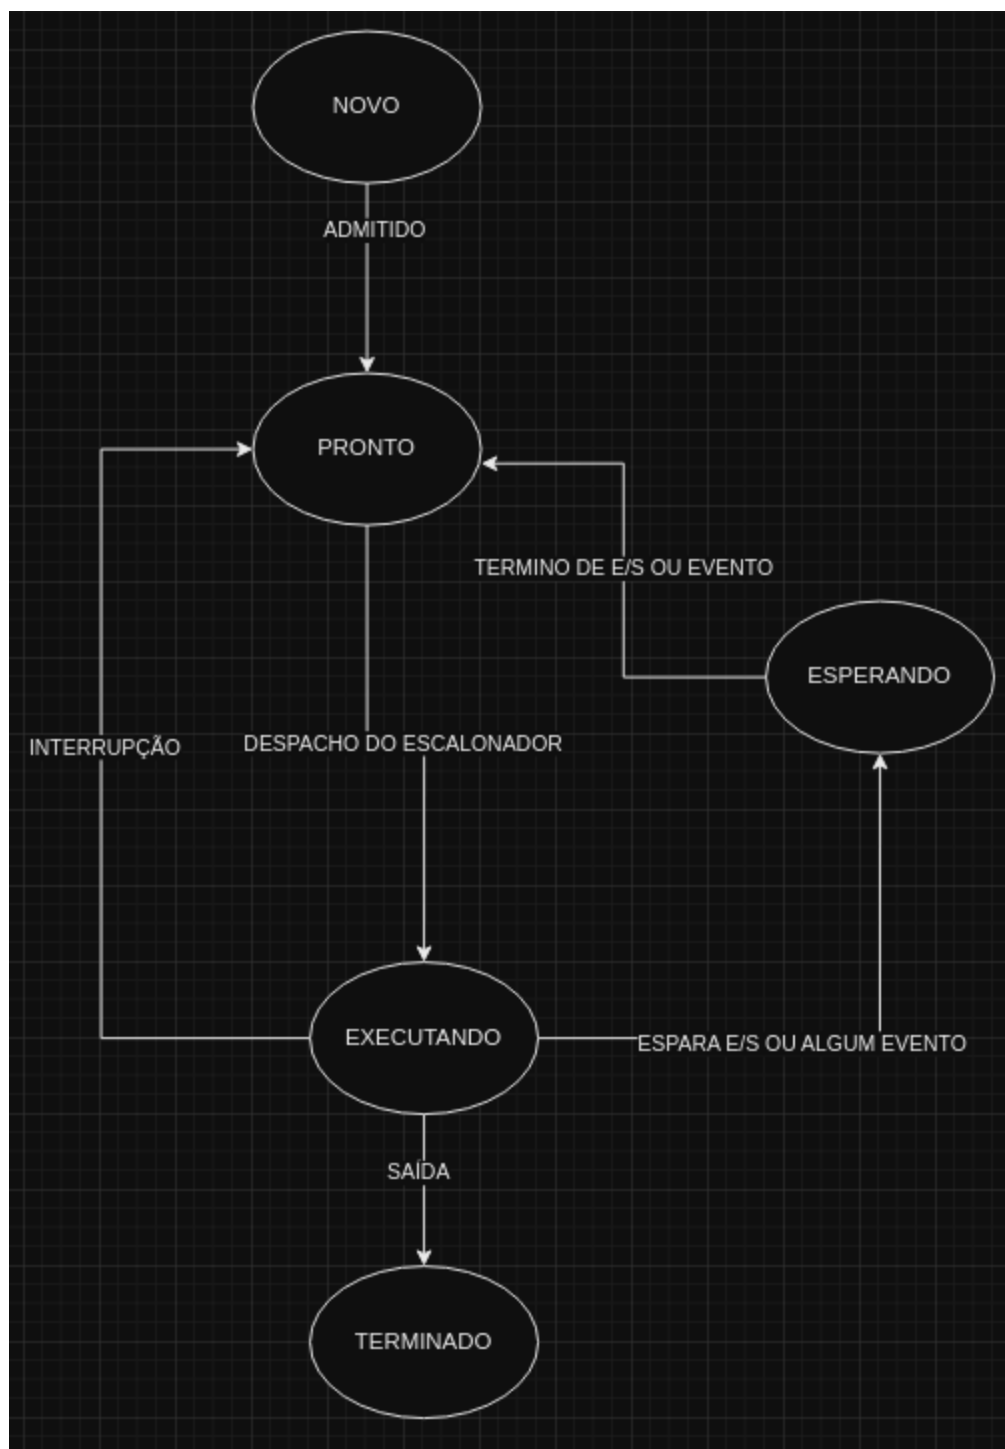 NOVO
ADMITIDO
PRONTO
TERMINO DE E/S OU EVENTO
ESPERANDO
INTERRUPÇÃO
DESPACHO DO ESCALONADOR
EXECUTANDO
ESPARA E/S OU ALGUM EVENTO
SAÍDA
TERMINADO